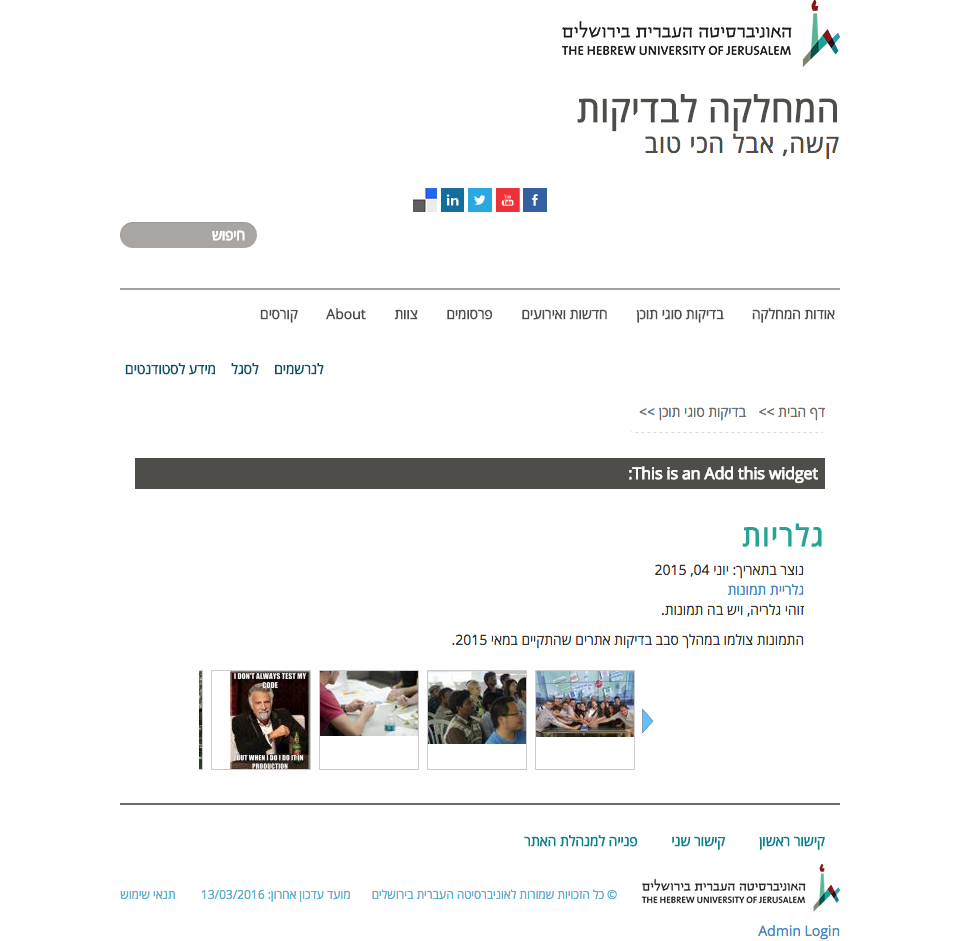 האוניברסיטה העברית בירושלים
THE HEBREW UNIVERSITY OF JERUSALEM
המחלקה לבדיקות
קשה, אבל הכי טוב
f You Tube in
חיפוש
אודות המחלקה בדיקות סוגי תוכן חדשות ואירועים פרסומים צוות About קורסים
לנרשמים לסגל מידע לסטודנטים
דף הבית >> בדיקות סוגי תוכן >>
This is an Add this widget:
גלריות
נוצר בתאריך: יוני 04, 2015
גלריית תמונות
זוהי גלריה, ויש בה תמונות.
התמונות צולמו במהלך סבב בדיקות אתרים שהתקיים במאי 2015.
I DON'T ALWAYS TEST MY
CODE
BUT WHEN I DO I DO IT IN
PRODUCTION
קישור ראשון קישור שני פנייה למנהלת האתר
האוניברסיטה העברית בירושלים
THE HEBREW UNIVERSITY OF JERUSALEM
© כל הזכויות שמורות לאוניברסיטה העברית בירושלים מועד עדכון אחרון: 13/03/2016 תנאי שימוש
Admin Login